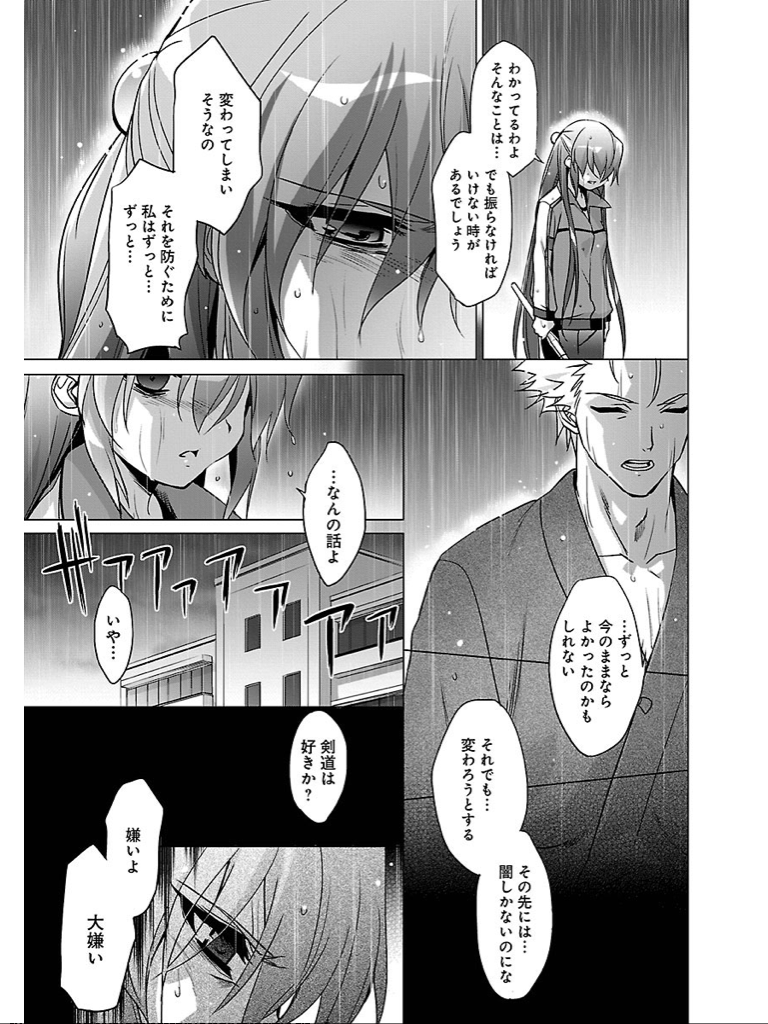 わかってるわよ
そんなことは…
でも振らなければ
いけない時が
あるでしょう
変わってしまい
そうなの
それを防ぐために
私はずっと…
ずっと…
…ずっと
今のままなら
よかったのかも
しれない
それでも…
変わろうとする
その先には…
闇しかないのにな
…なんの話よ
いや…
アァアァアァ
剣道は
好きか?
嫌いよ
大嫌い